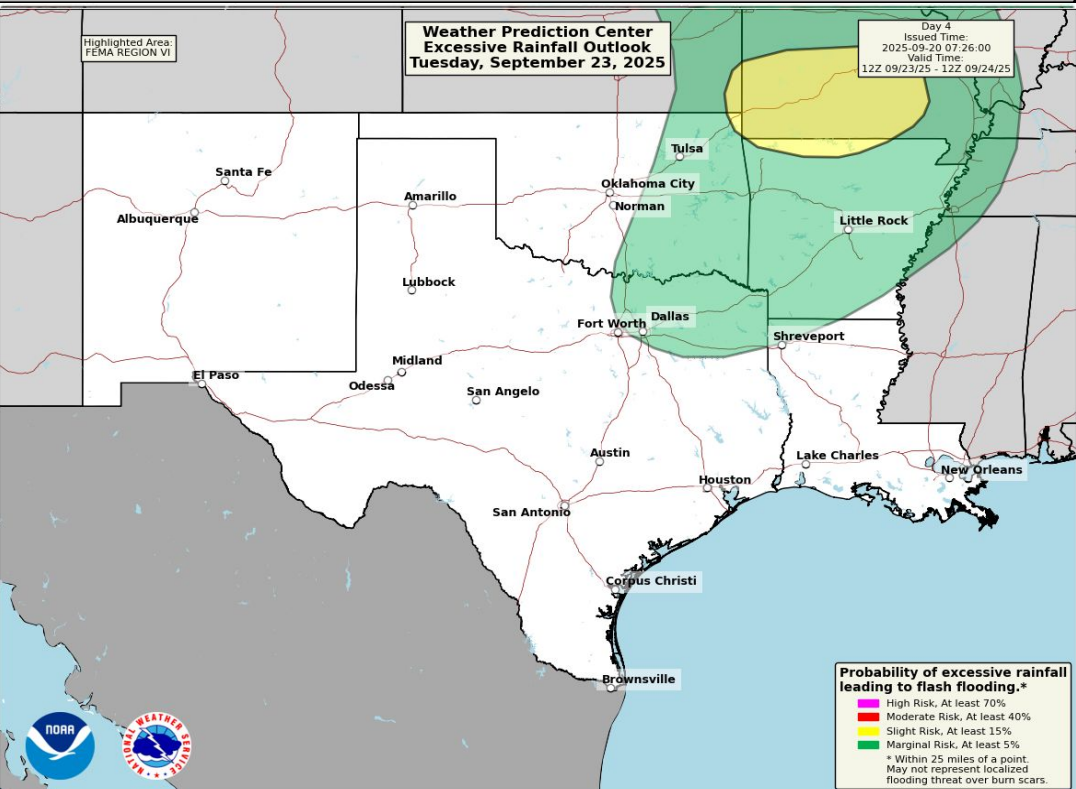 Highlighted Area:
FEMA REGION VI
Weather Prediction Center
Excessive Rainfall Outlook
Tuesday, September 23, 2025
Day 4
Issued Time:
2025-09-20 07:26:00
Valid Time:
12Z 09/23/25 - 12Z 09/24/25
Tulsa
Santa Fe
Oklahoma City
Amarillo
Norman
Albuquerque
Little Rock
Lubbock
Dallas
Fort Worth
Shreveport
Midland
El Paso
Odessa
San Angelo
Austin
Lake Charles
New Orleans
Houston
San Antonio
Corpus Christi
Brownsville
Probability of excessive rainfall
leading to flash flooding.*
High Risk, At least 70%
Moderate Risk, At least 40%
Slight Risk, At least 15%
Marginal Risk, At least 5%
* Within 25 miles of a point.
May not represent localized
flooding threat over burn scars.
NOAA
NATIONAL WEATHER SERVICE